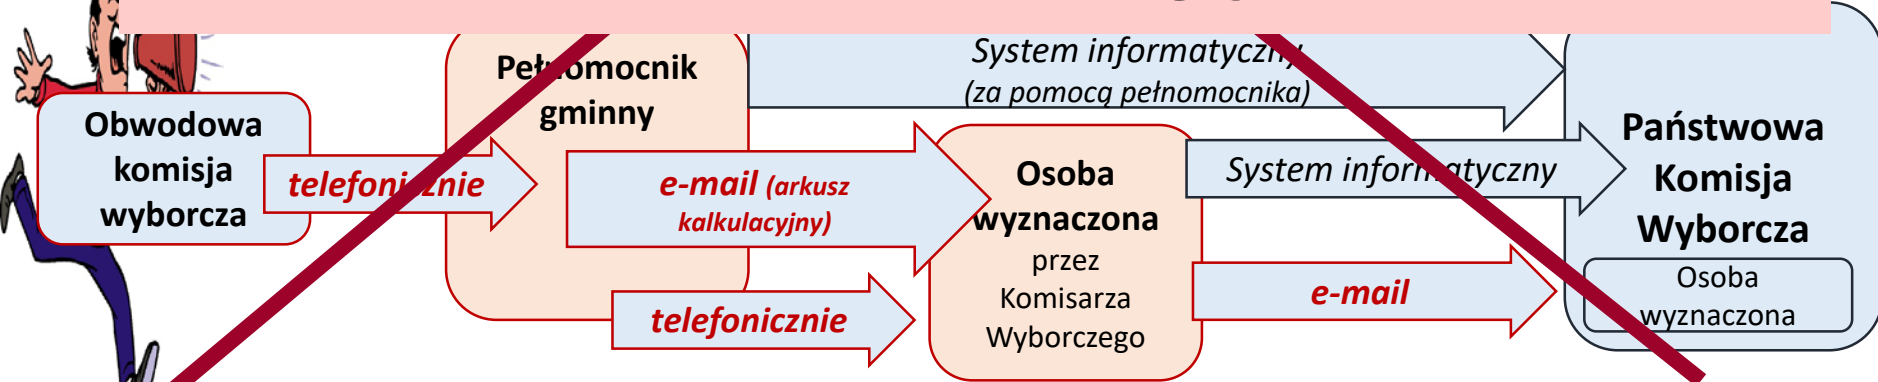 Obwodowa
komisja
wyborcza
telefonicznie
Pełnomocnik
gminny
System informatyczny
(za pomocą pełnomocnika)
e-mail (arkusz
kalkulacyjny)
telefonicznie
Osoba
wyznaczona
przez
Komisarza
Wyborczego
System informatyczny
e-mail
Państwowa
Komisja
Wyborcza
Osoba
wyznaczona